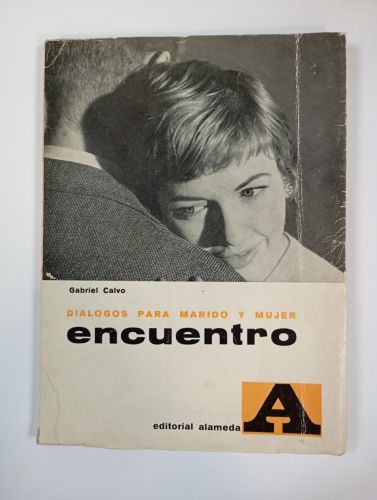 Gabriel Calvo
DIALOGOS PARA MARIDO Y MUJER
encuentro
editorial alameda
A